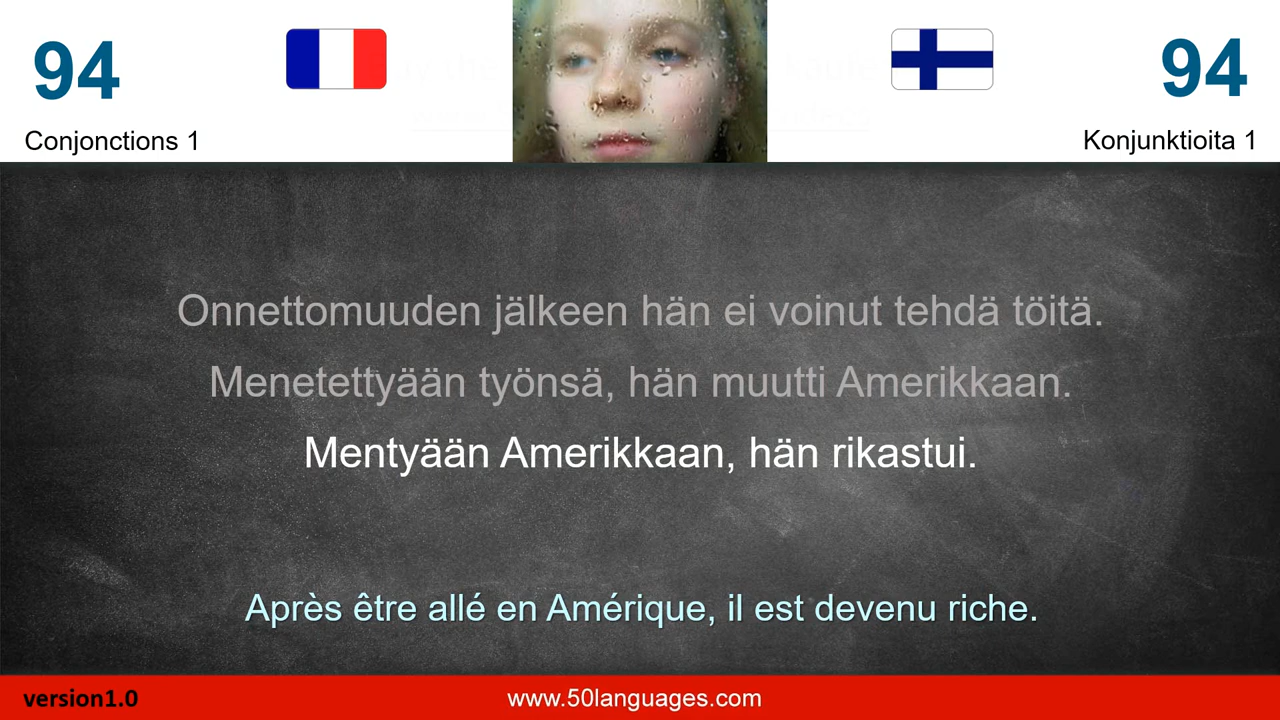 94
94
Conjonctions 1
Konjunktioita 1
Onnettomuuden jälkeen hän ei voinut tehdä töitä.
Menetettyään työnsä, hän muutti Amerikkaan.
Mentyään Amerikkaan, hän rikastui.
Après être allé en Amérique, il est devenu riche.
version1.0
www.50languages.com